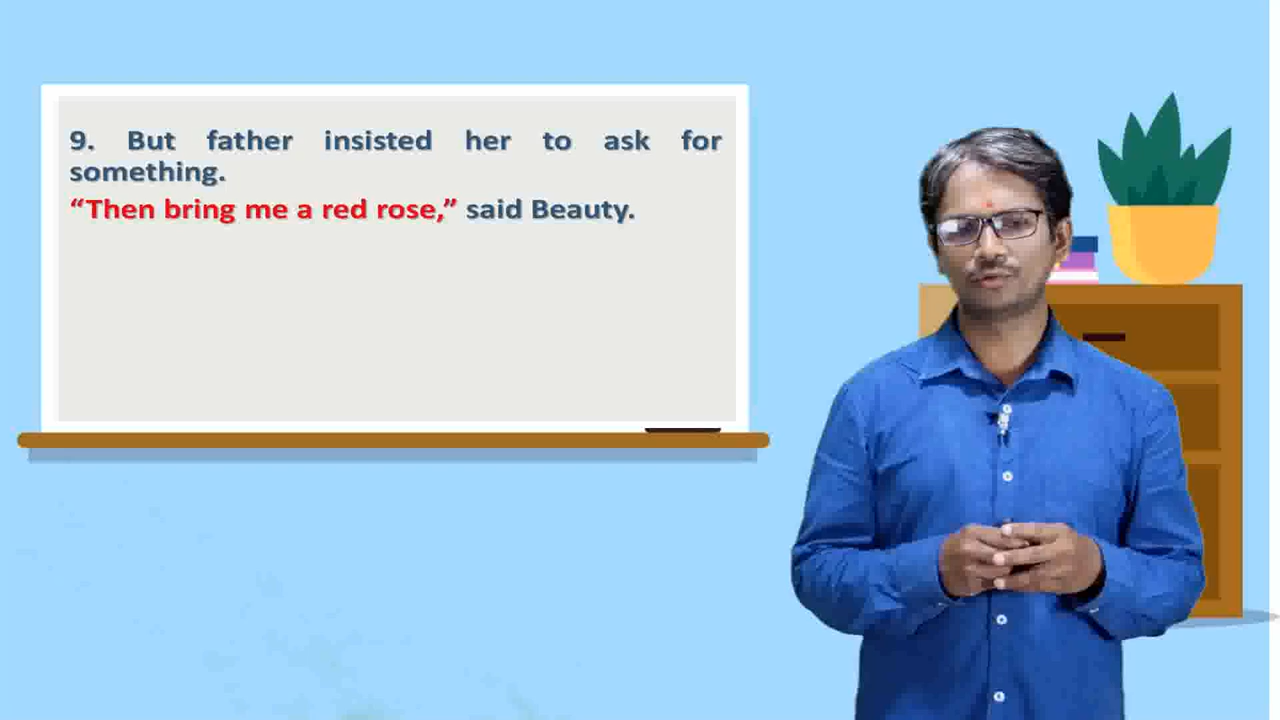 9. But father insisted her to ask for
something.
“Then bring me a red rose,” said Beauty.